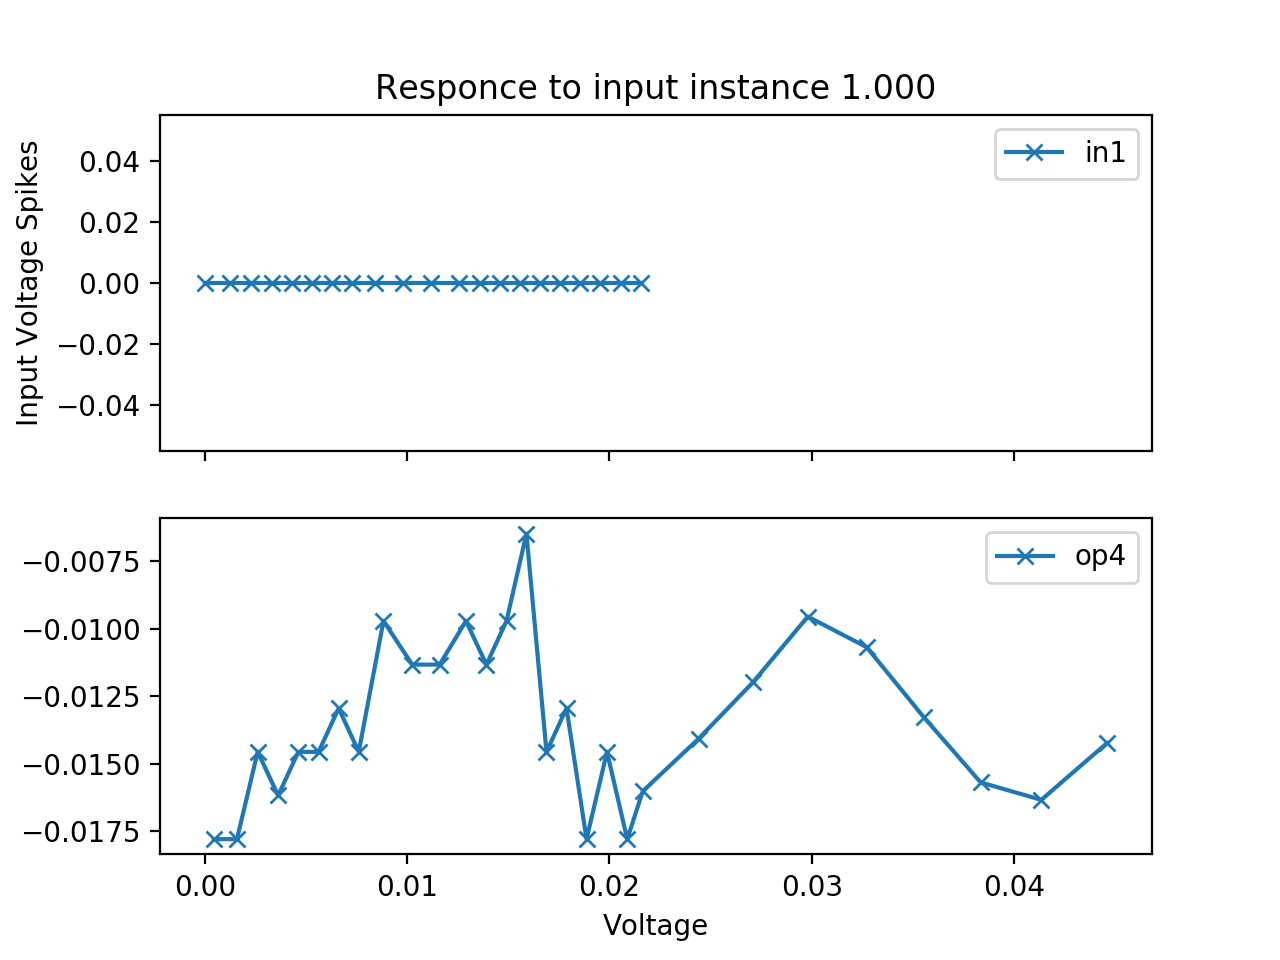 Responce to input instance 1.000
Input Voltage Spikes
0.04
0.02
0.00
−0.02
−0.04
in1
−0.0075
−0.0100
−0.0125
−0.0150
−0.0175
op4
0.00 0.01 0.02 0.03 0.04
Voltage